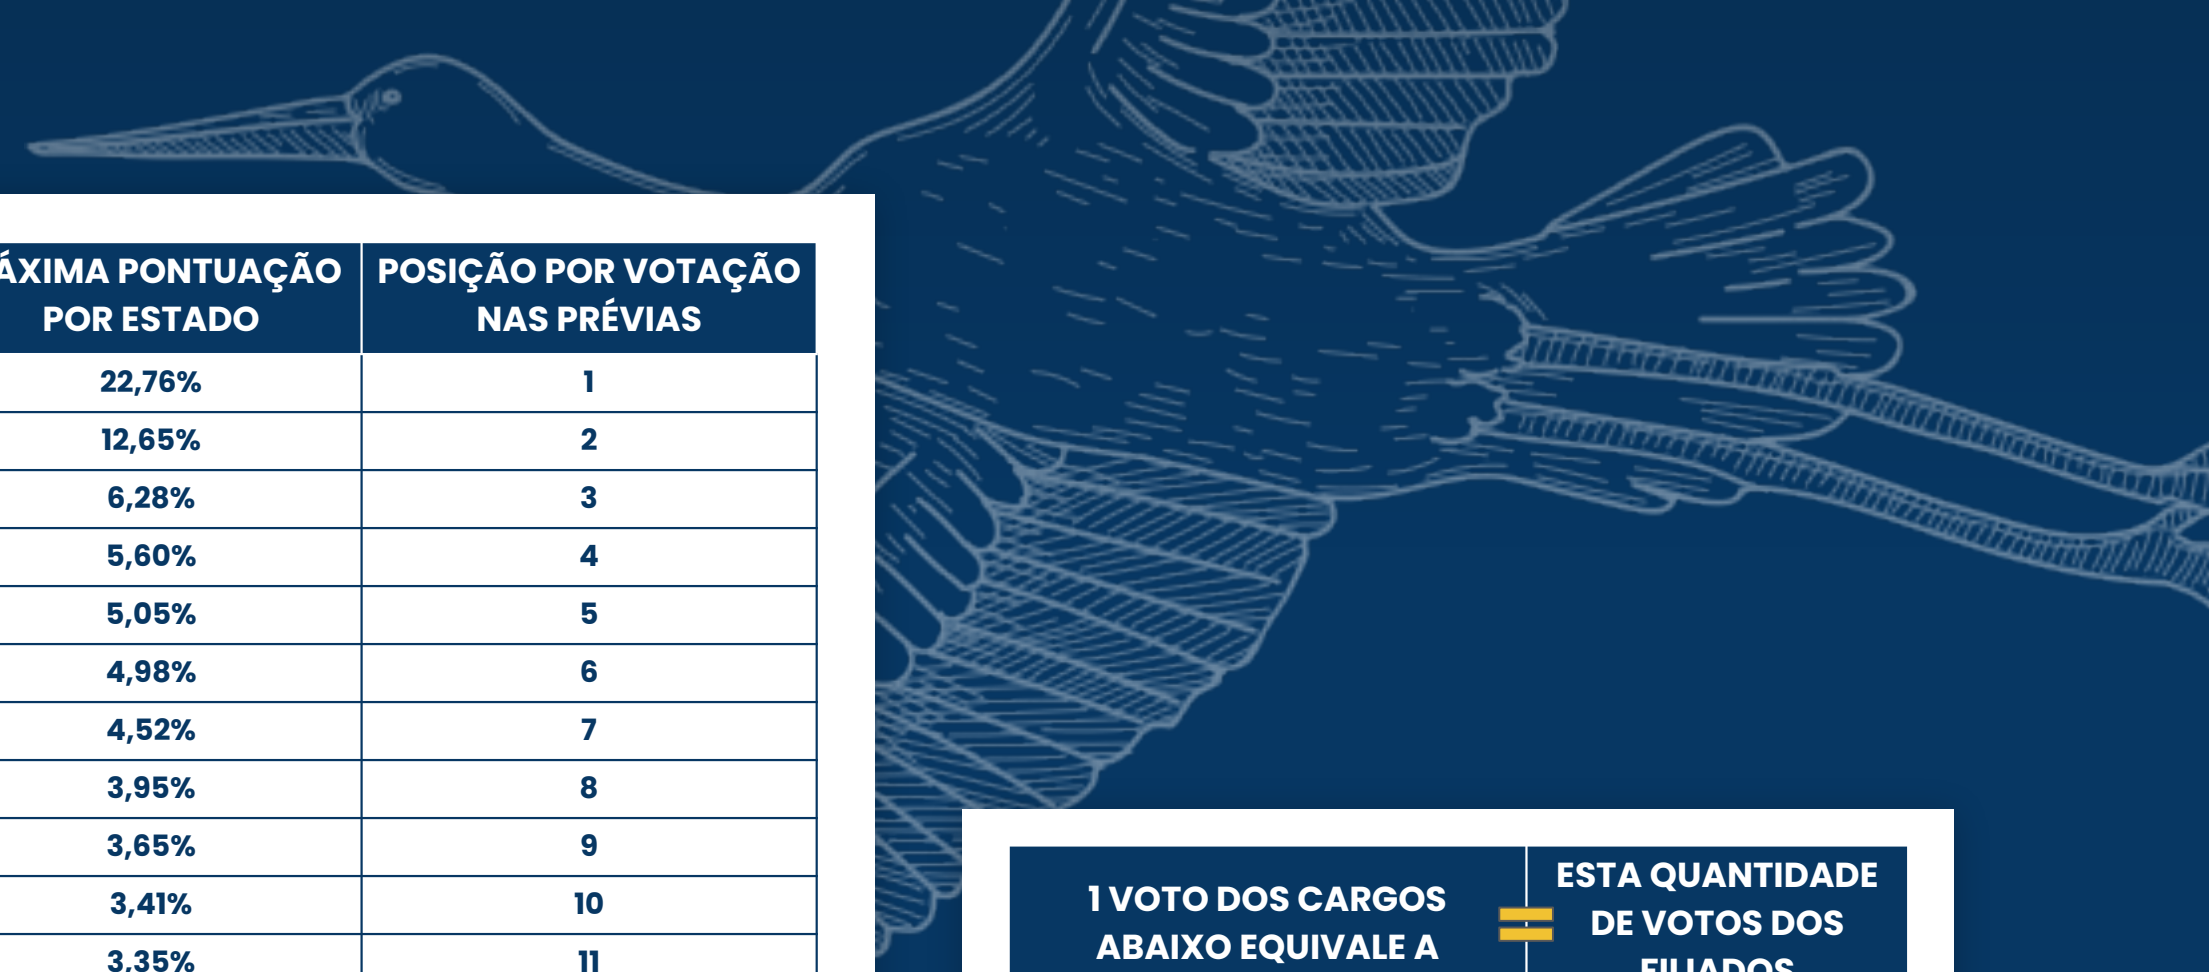 ÁXIMA PONTUAÇÃO
POR ESTADO
POSIÇÃO POR VOTAÇÃO
NAS PRÉVIAS
22,76% 1
12,65% 2
6,28% 3
5,60% 4
5,05% 5
4,98% 6
4,52% 7
3,95% 8
3,65% 9
3,41% 10
3,35% 11
1 VOTO DOS CARGOS
ABAIXO EQUIVALE A
=
ESTA QUANTIDADE
DE VOTOS DOS
FILIADOS